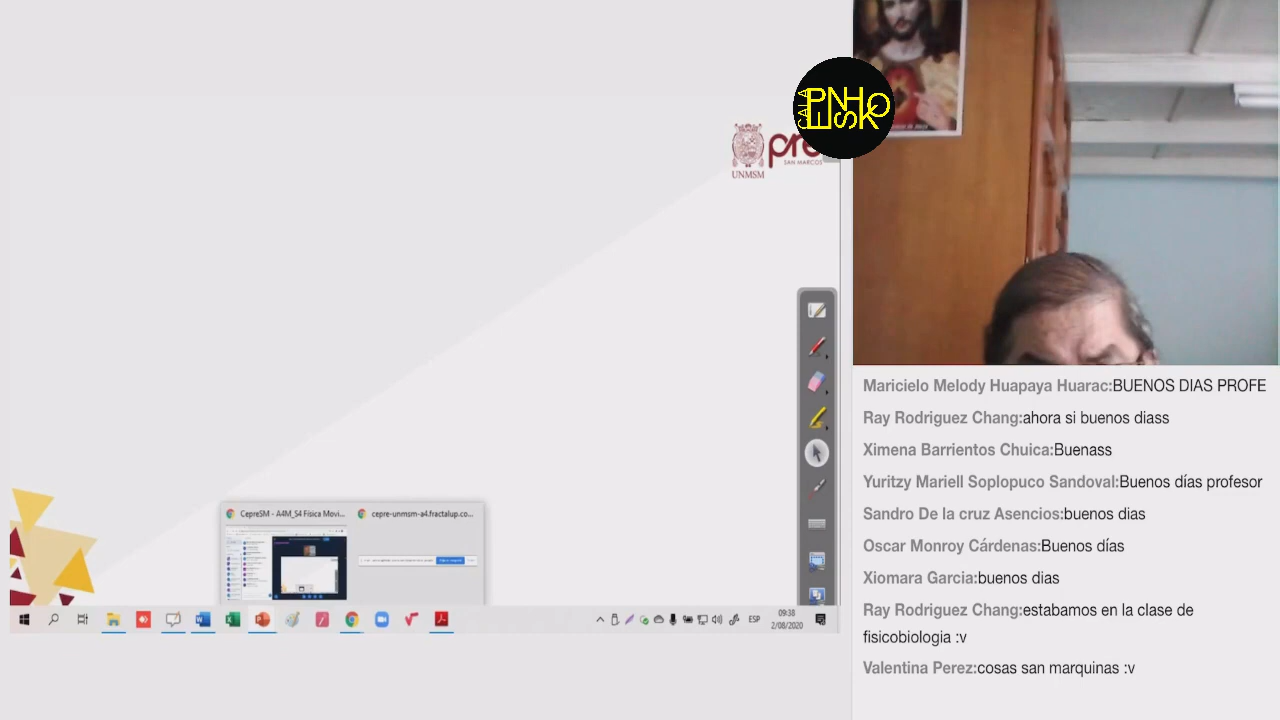 CALA
PNHO
ESK
pre
SAN MARCOS
UNMSM
CepreSM - A4M_S4 Física Movi...
cepre-unmsm-a4.fractalup.co...
ESP
09:38
2/08/2020
Maricielo Melody Huapaya Huarac:BUENOS DIAS PROFE
Ray Rodriguez Chang:ahora si buenos diass
Ximena Barrientos Chuica:Buenass
Yuritzy Mariell Soplopuco Sandoval:Buenos días profesor
Sandro De la cruz Asencios:buenos dias
Oscar Monroy Cárdenas:Buenos días
Xiomara Garcia:buenos dias
Ray Rodriguez Chang:estabamos en la clase de
fisicobiologia :v
Valentina Perez:cosas san marquinas :v